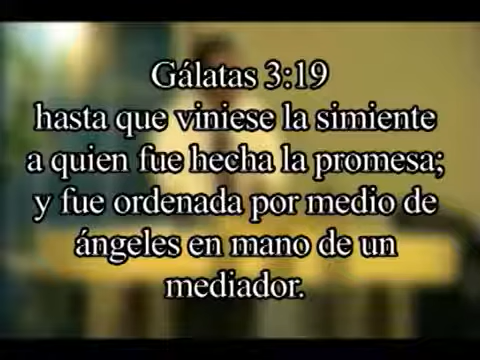 Gálatas 3:19
hasta que viniese la simiente
a quien fue hecha la promesa;
y fue ordenada por medio de
ángeles en mano de un
mediador.